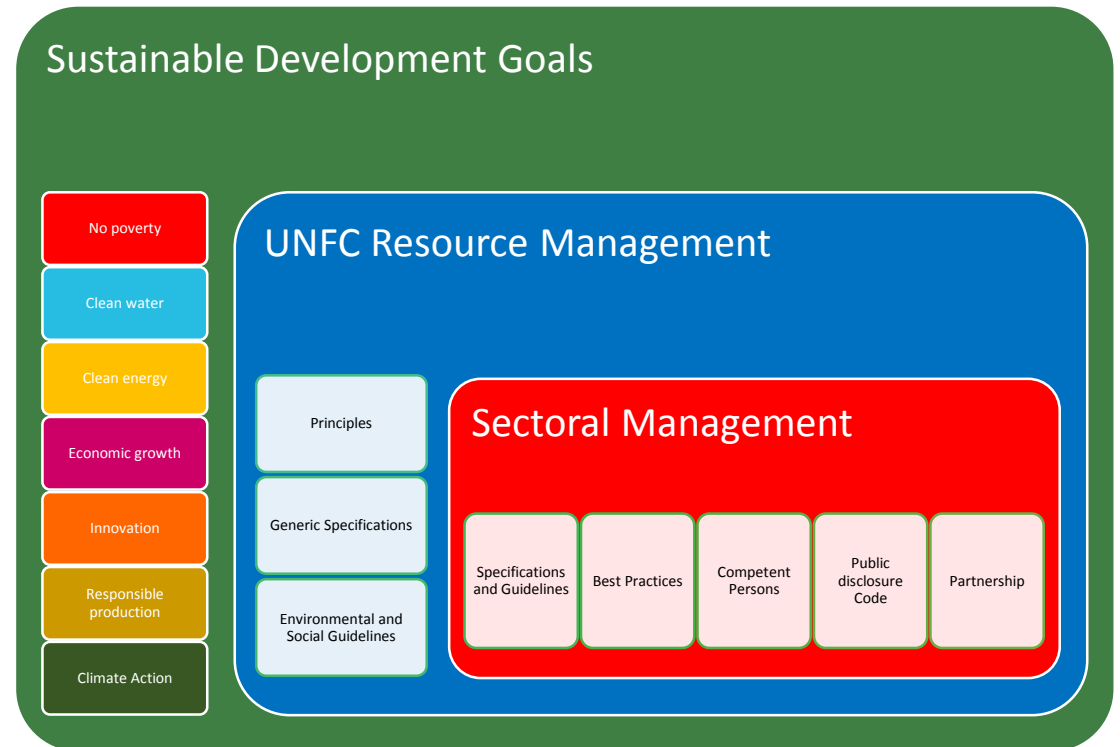 Sustainable Development Goals
No poverty
Clean water
Clean energy
Economic growth
Innovation
Responsible
production
Climate Action
UNFC Resource Management
Principles
Generic Specifications
Environmental and
Social Guidelines
Sectoral Management
Specifications
and Guidelines
Best Practices
Competent
Persons
Public
disclosure
Code
Partnership